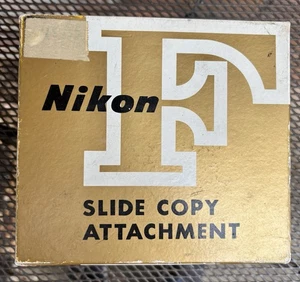 F
Nikon
SLIDE COPY
ATTACHMENT